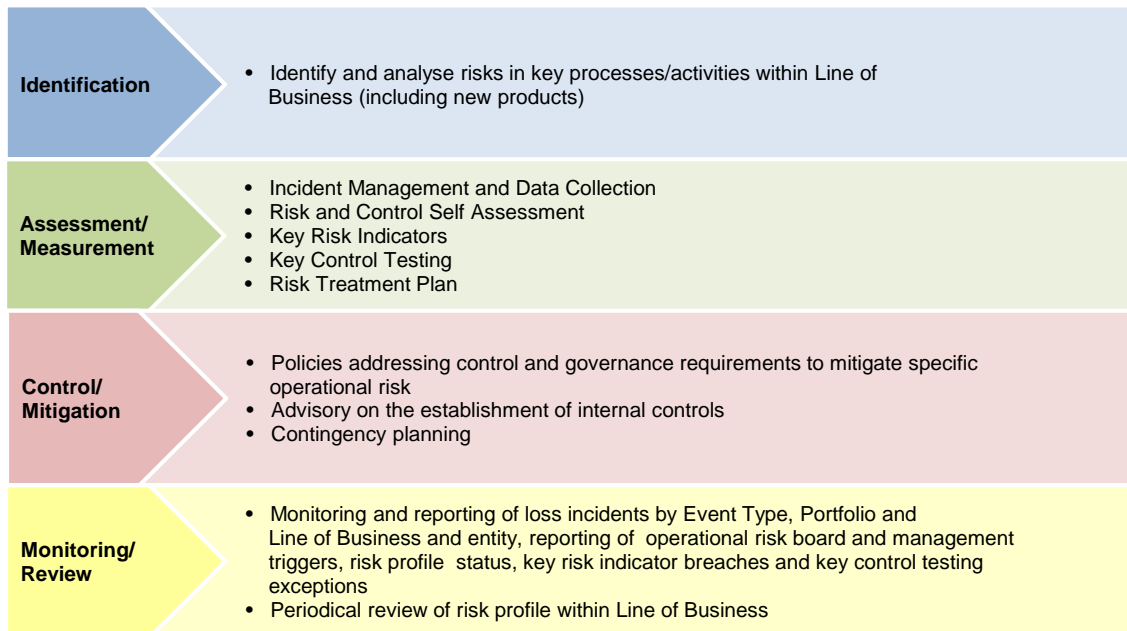 Identification
• Identify and analyse risks in key processes/activities within Line of
Business (including new products)
Assessment/
Measurement
• Incident Management and Data Collection
• Risk and Control Self Assessment
• Key Risk Indicators
• Key Control Testing
• Risk Treatment Plan
Control/
Mitigation
• Policies addressing control and governance requirements to mitigate specific
operational risk
• Advisory on the establishment of internal controls
• Contingency planning
Monitoring/
Review
• Monitoring and reporting of loss incidents by Event Type, Portfolio and
Line of Business and entity, reporting of operational risk board and management
triggers, risk profile status, key risk indicator breaches and key control testing
exceptions
• Periodical review of risk profile within Line of Business